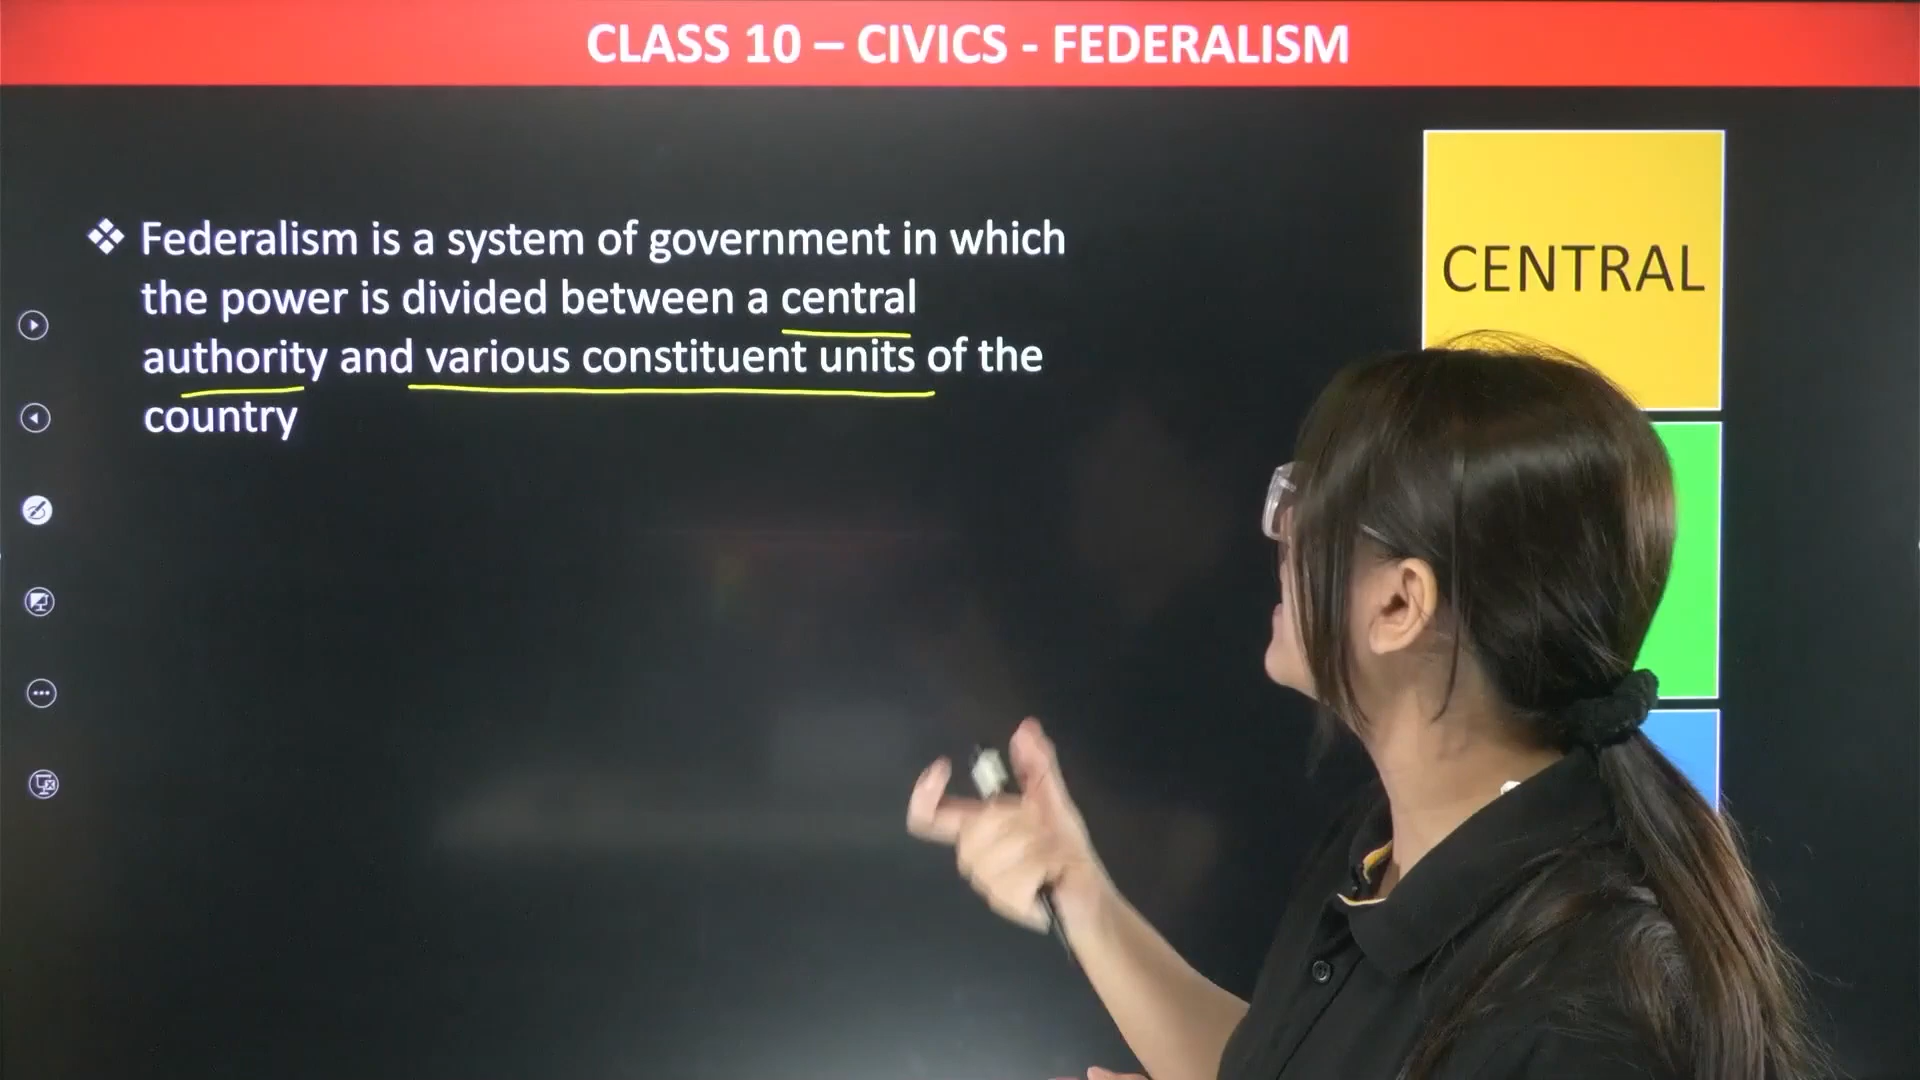 CLASS 10 – CIVICS - FEDERALISM
❖ Federalism is a system of government in which
the power is divided between a central
authority and various constituent units of the
country
CENTRAL